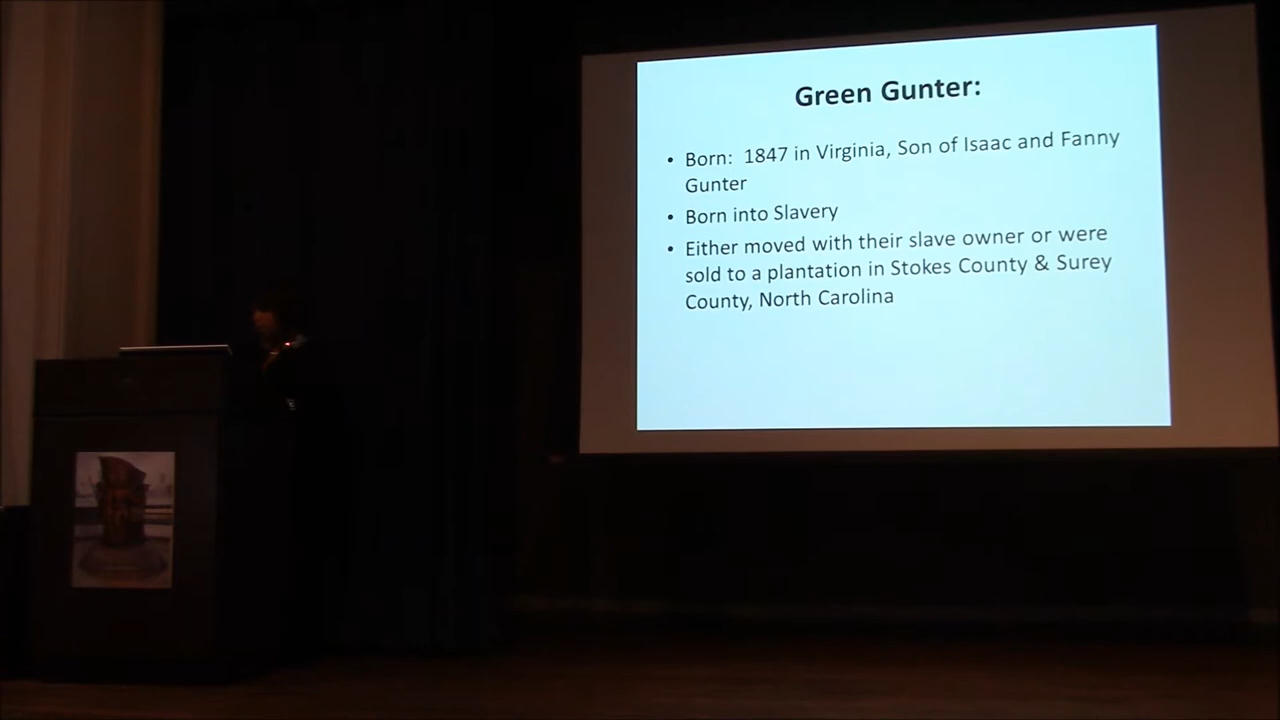 Green Gunter:
• Born: 1847 in Virginia, Son of Isaac and Fanny
Gunter
• Born into Slavery
• Either moved with their slave owner or were
sold to a plantation in Stokes County & Surey
County, North Carolina